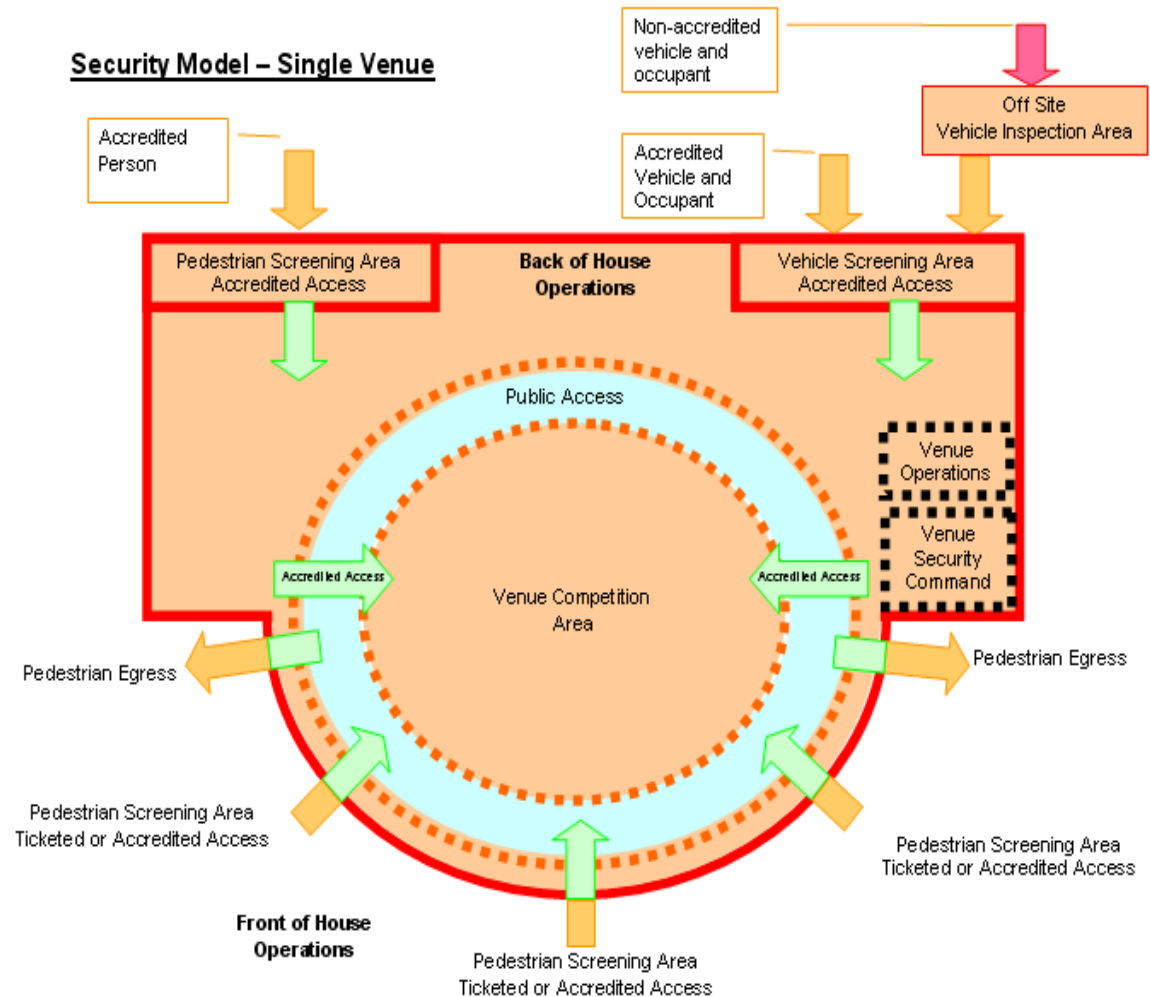 Security Model – Single Venue
Non-accredited
vehicle and
occupant
Off Site
Vehicle Inspection Area
Accredited
Person
Accredited
Vehicle and
Occupant
Pedestrian Screening Area
Accredited Access
Back of House
Operations
Vehicle Screening Area
Accredited Access
Public Access
Venue
Operations
Venue
Security
Command
Accredited Access
Accredited Access
Venue Competition
Area
Pedestrian Egress
Pedestrian Egress
Pedestrian Screening Area
Ticketed or Accredited Access
Pedestrian Screening Area
Ticketed or Accredited Access
Front of House
Operations
Pedestrian Screening Area
Ticketed or Accredited Access